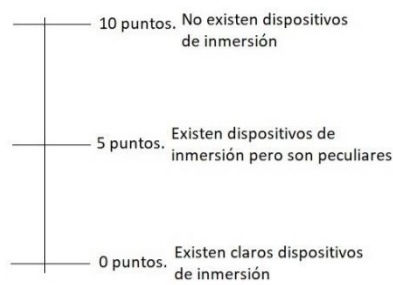 10 puntos. No existen dispositivos
de inmersión
5 puntos. Existen dispositivos de
inmersión pero son peculiares
0 puntos. Existen claros dispositivos
de inmersión